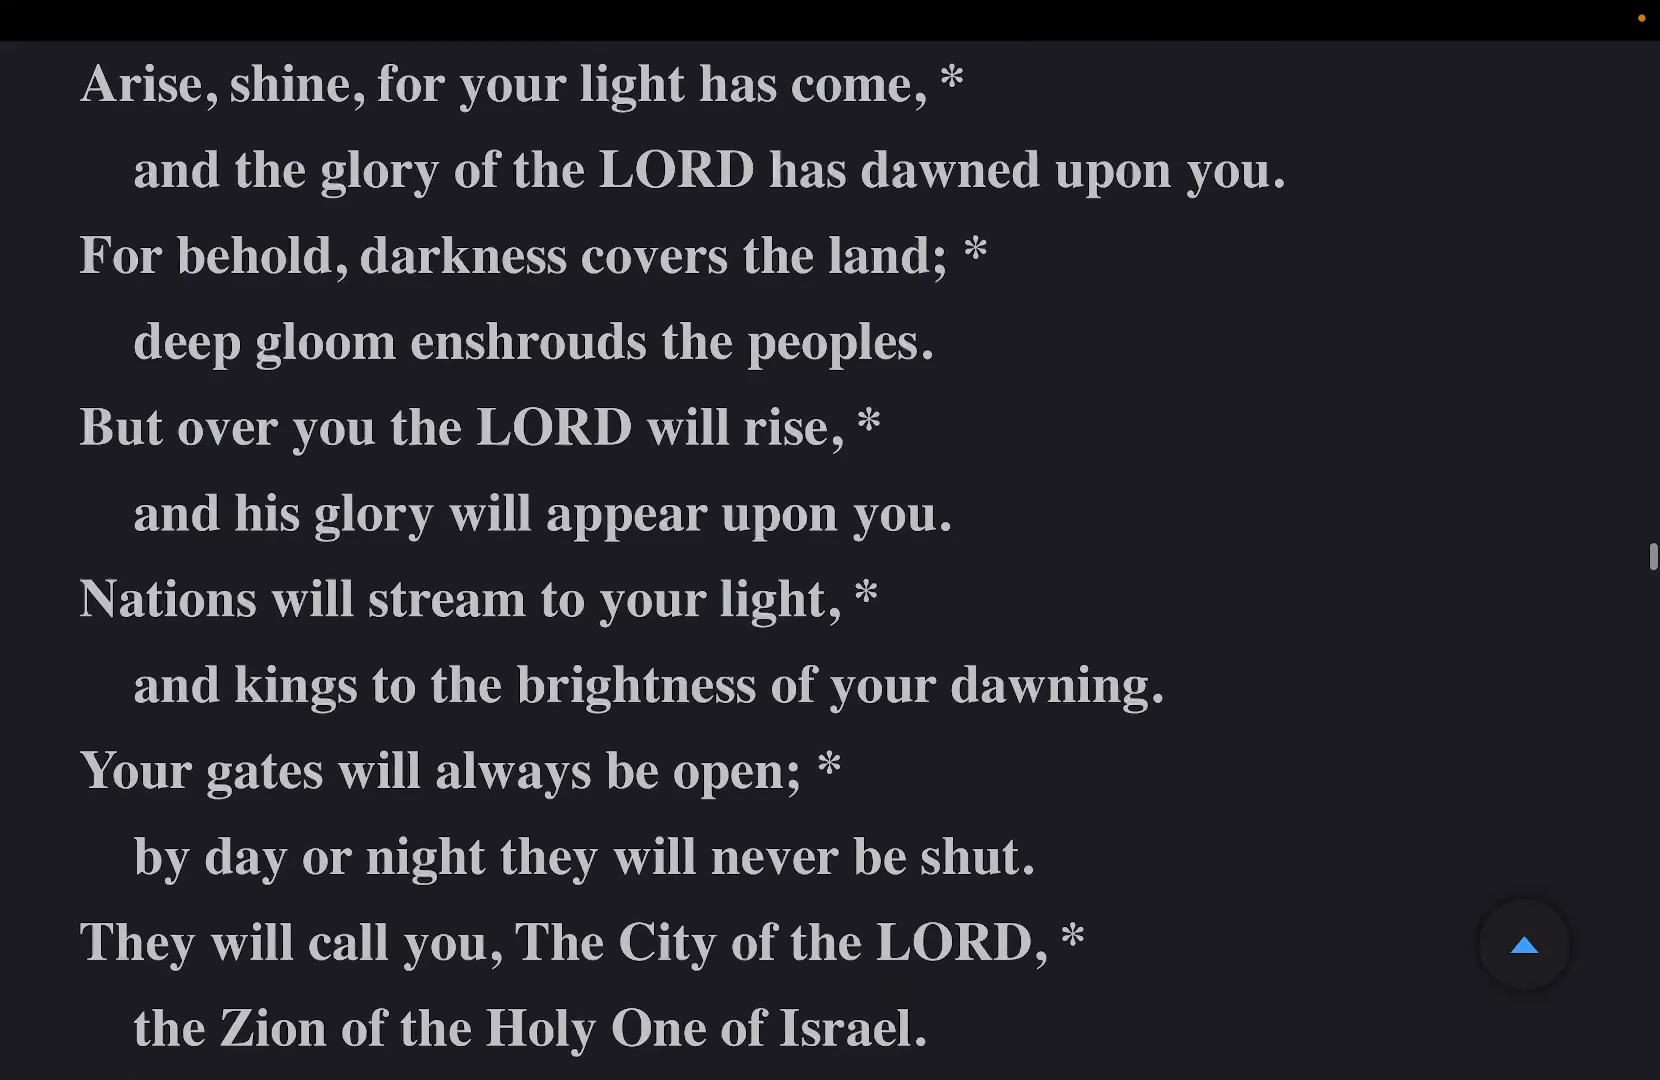 Arise, shine, for your light has come, *
and the glory of the LORD has dawned upon you.
For behold, darkness covers the land; *
deep gloom enshrouds the peoples.
But over you the LORD will rise, *
and his glory will appear upon you.
Nations will stream to your light, *
and kings to the brightness of your dawning.
Your gates will always be open; *
by day or night they will never be shut.
They will call you, The City of the LORD, *
the Zion of the Holy One of Israel.